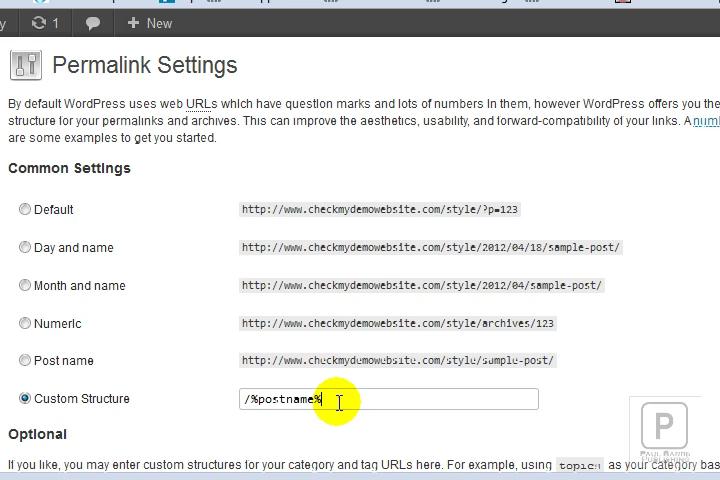 1 New
Permalink Settings
By default WordPress uses web URLs which have question marks and lots of numbers in them, however WordPress offers you the
structure for your permalinks and archives. This can improve the aesthetics, usability, and forward-compatibility of your links. A
are some examples to get you started.
Common Settings
Default http://www.checkmydemowebsite.com/style/?p=123
Day and name http://www.checkmydemowebsite.com/style/2012/04/18/sample-post/
Month and name http://www.checkmydemowebsite.com/style/2012/04/sample-post/
Numeric http://www.checkmydemowebsite.com/style/archives/123
Post name http://www.checkmydemowebsite.com/style/sample-post/
Custom Structure /%postname%
Optional
If you like, you may enter custom structures for your category and tag URLs here. For example, using as your category
P
Publishing